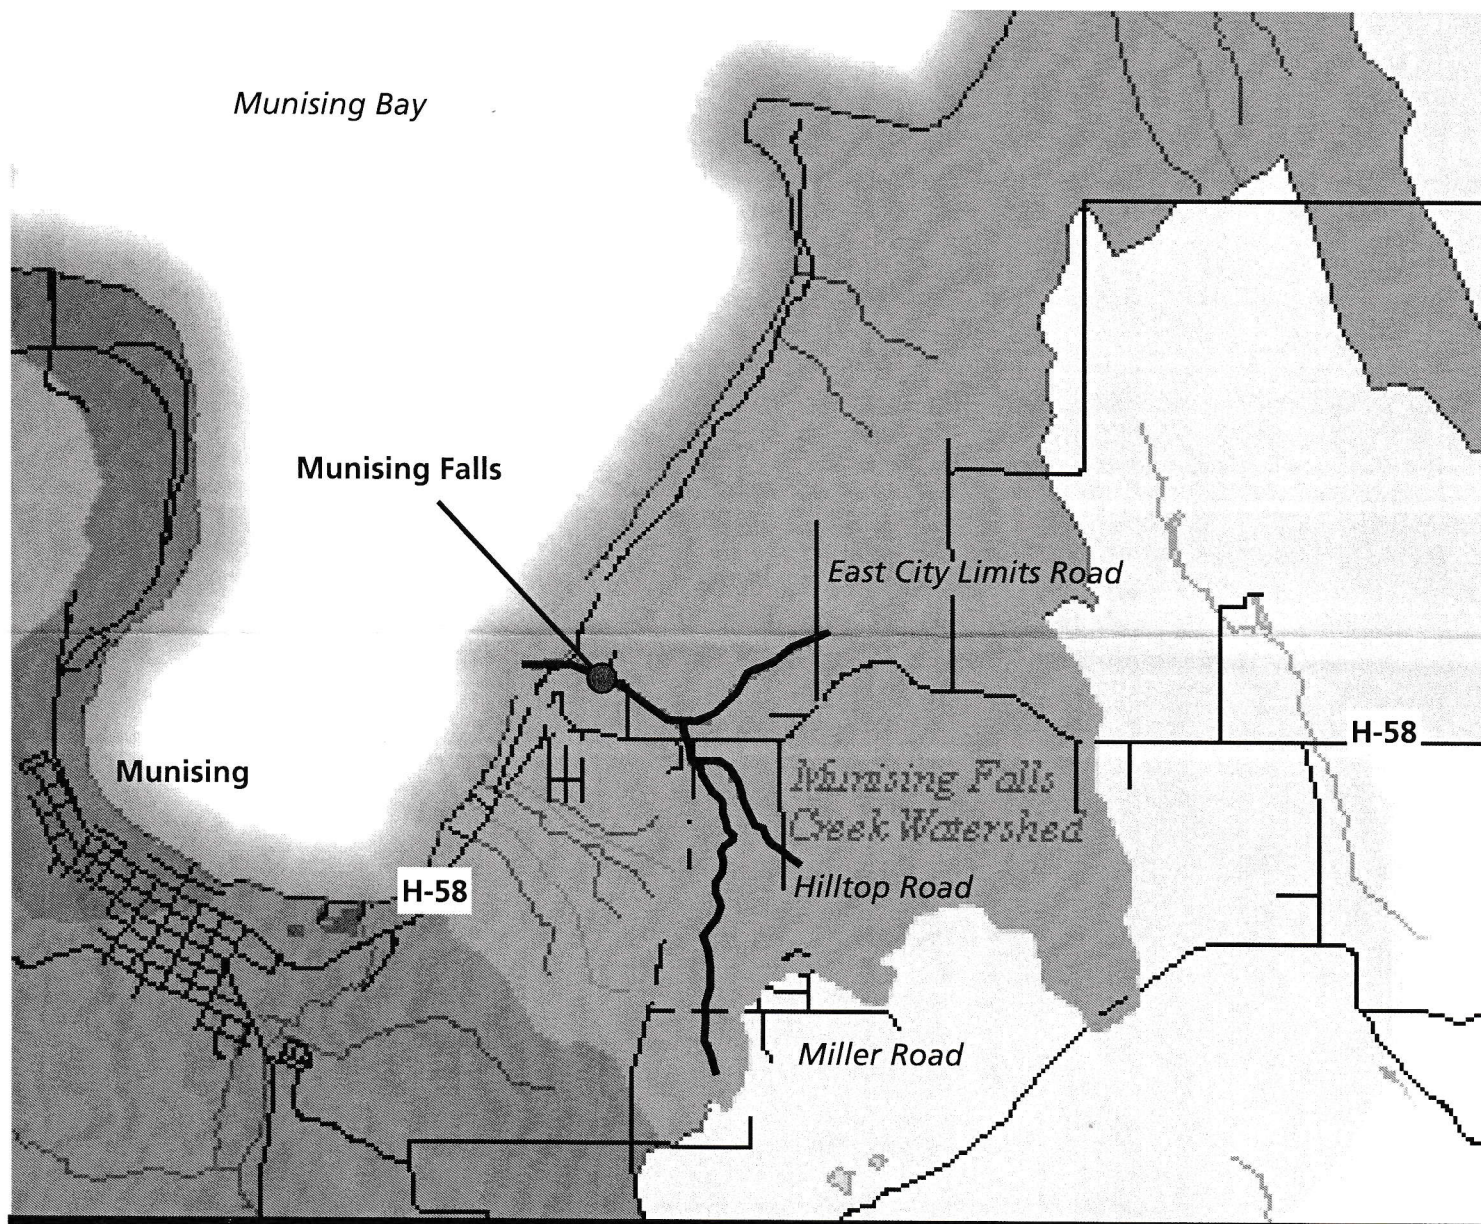 Munising Bay
Munising Falls
East City Limits Road
H-58
Munising
Munising Falls
Creek Watershed
H-58
Hilltop Road
Miller Road